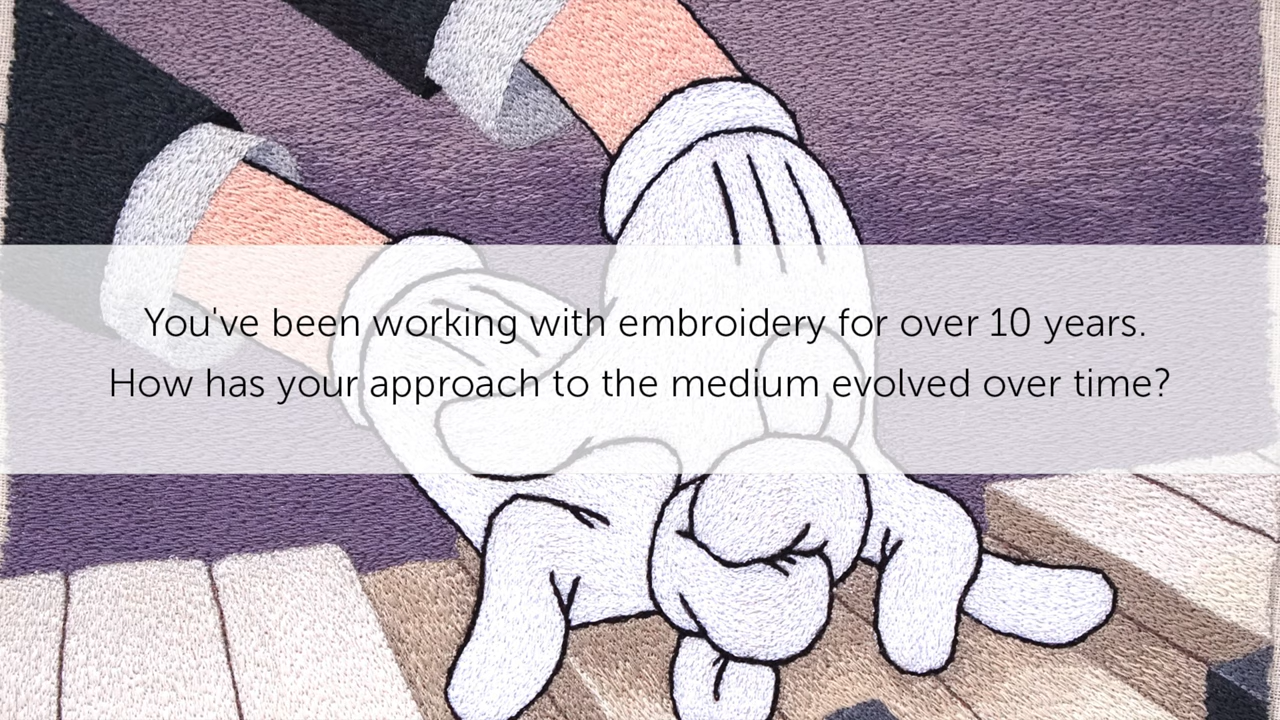 You've been working with embroidery for over 10 years.
How has your approach to the medium evolved over time?